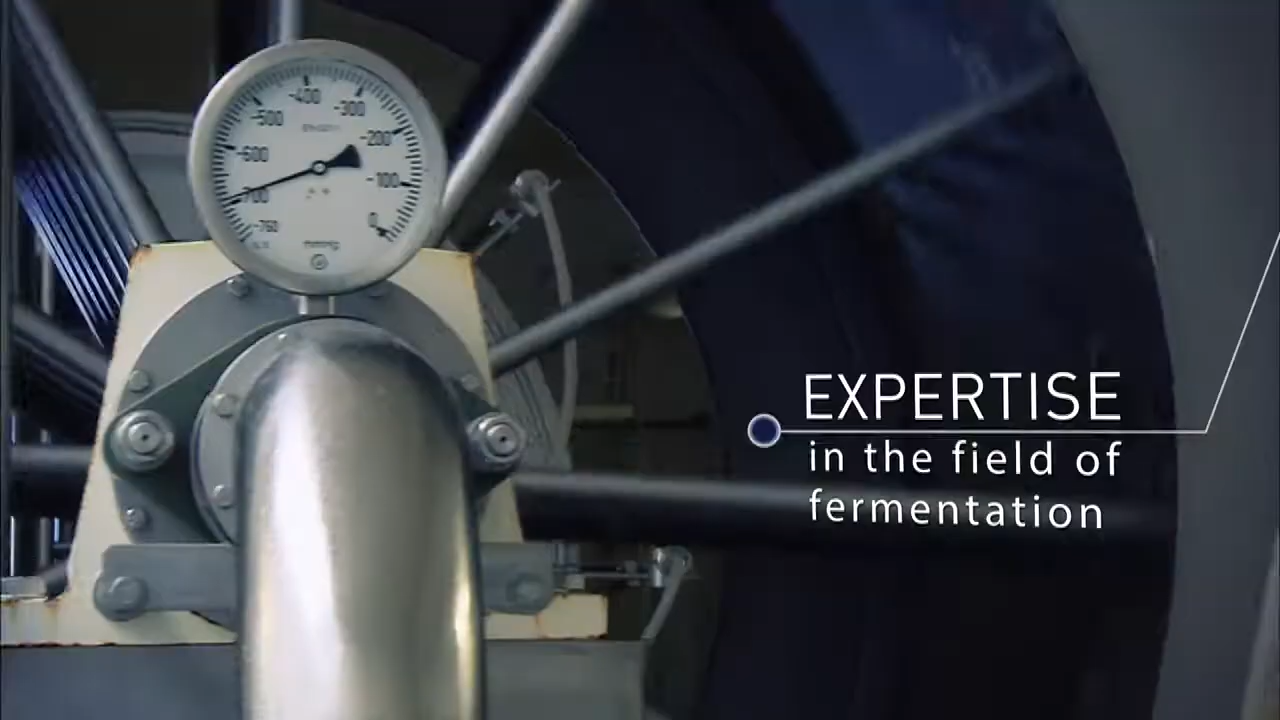 -400
-500
-300
-200
-600
-100
-700
0
-760
mmHg
EXPERTISE
in the field of
fermentation